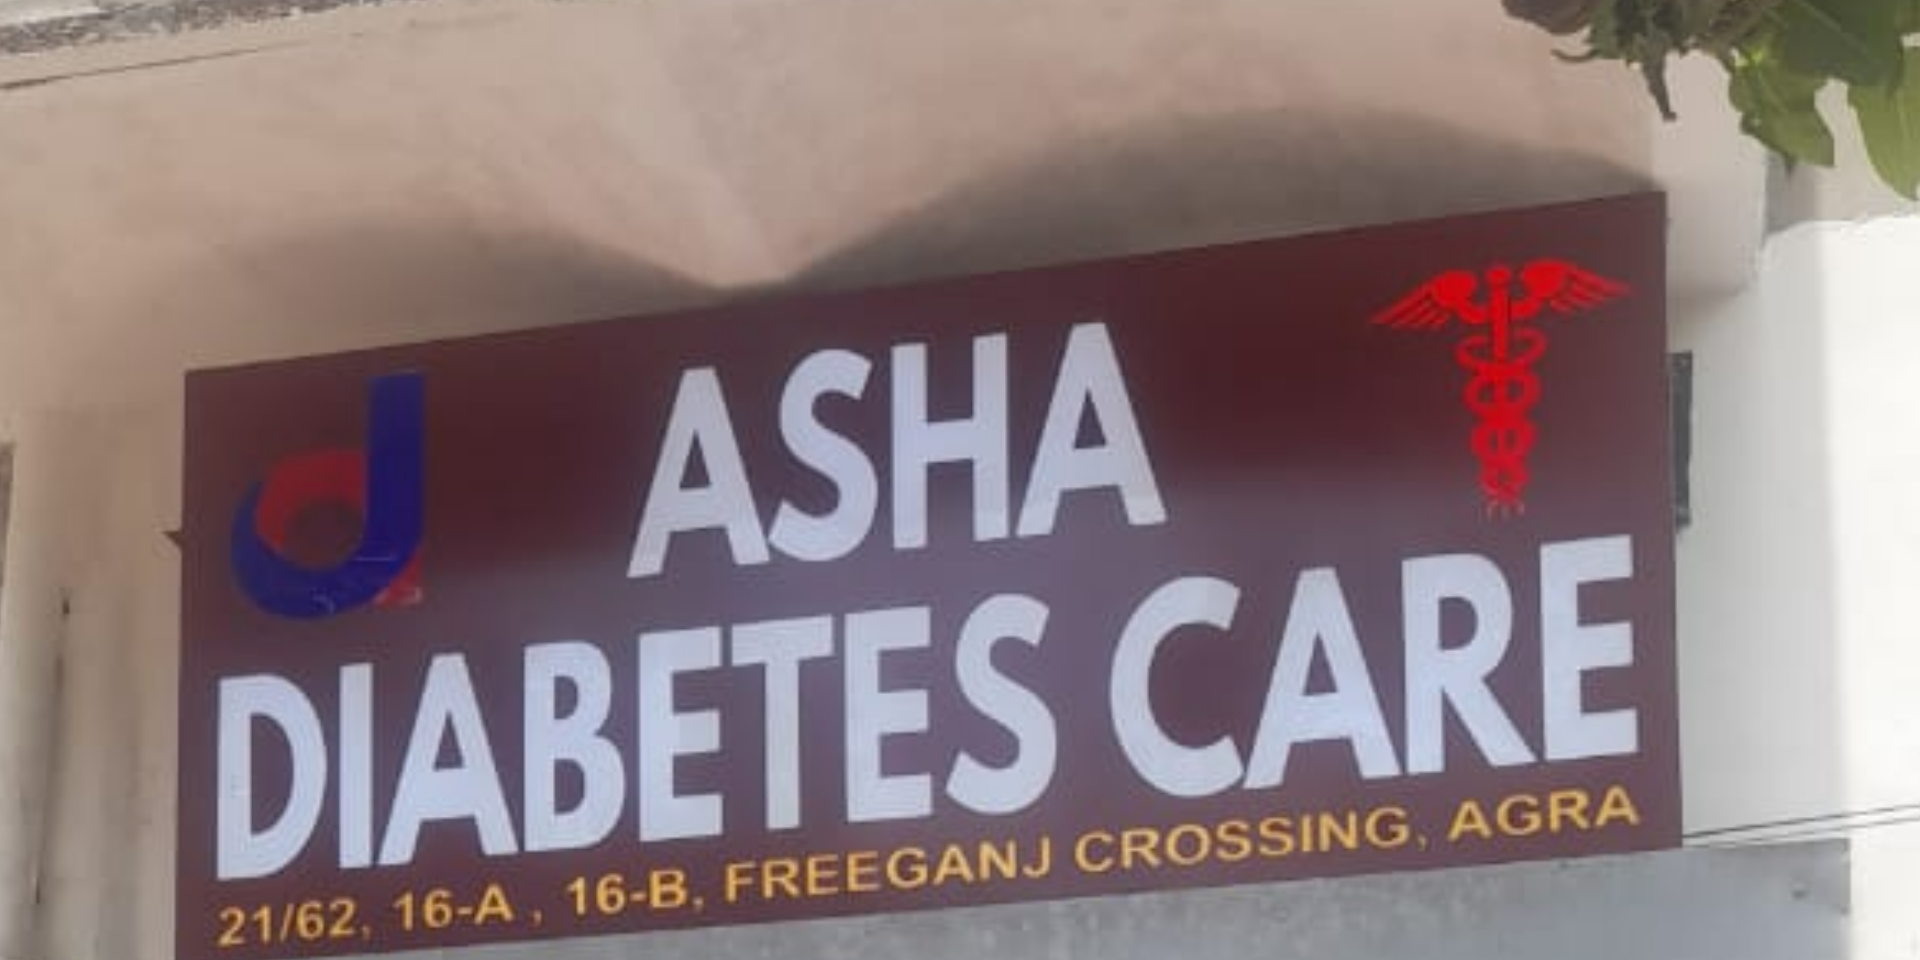 ASHA
DIABETES CARE
21/62, 16-A , 16-B, FREEGANJ CROSSING, AGRA